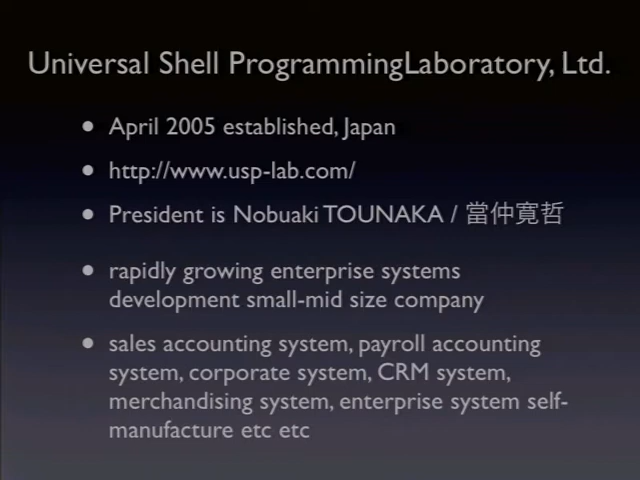 Universal Shell ProgrammingLaboratory, Ltd.
• April 2005 established, Japan
• http://www.usp-lab.com/
• President is Nobuaki TOUNAKA / 當仲寛哲
• rapidly growing enterprise systems
development small-mid size company
• sales accounting system, payroll accounting
system, corporate system, CRM system,
merchandising system, enterprise system self-
manufacture etc etc